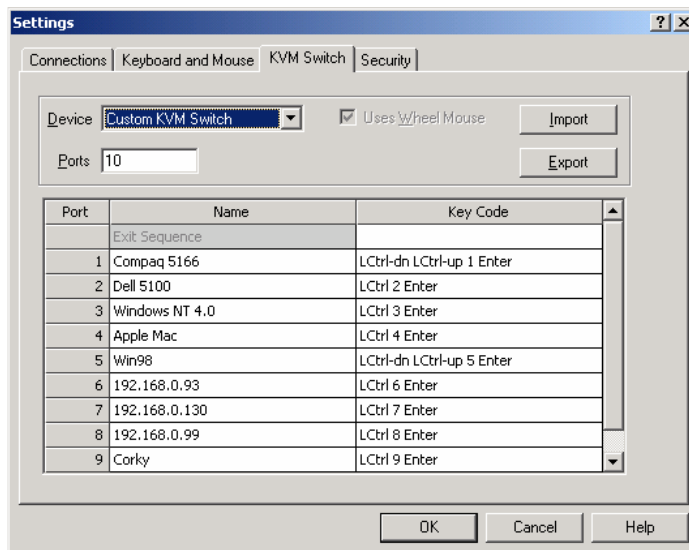 Settings
Connections Keyboard and Mouse KVM Switch Security
Device Custom KVM Switch Uses Wheel Mouse Import
Ports 10 Export
Port Name Key Code
Exit Sequence
1 Compaq 5166 LCtrl-dn LCtrl-up 1 Enter
2 Dell 5100 LCtrl 2 Enter
3 Windows NT 4.0 LCtrl 3 Enter
4 Apple Mac LCtrl 4 Enter
5 Win98 LCtrl-dn LCtrl-up 5 Enter
6 192.168.0.93 LCtrl 6 Enter
7 192.168.0.130 LCtrl 7 Enter
8 192.168.0.99 LCtrl 8 Enter
9 Corky LCtrl 9 Enter
OK Cancel Help